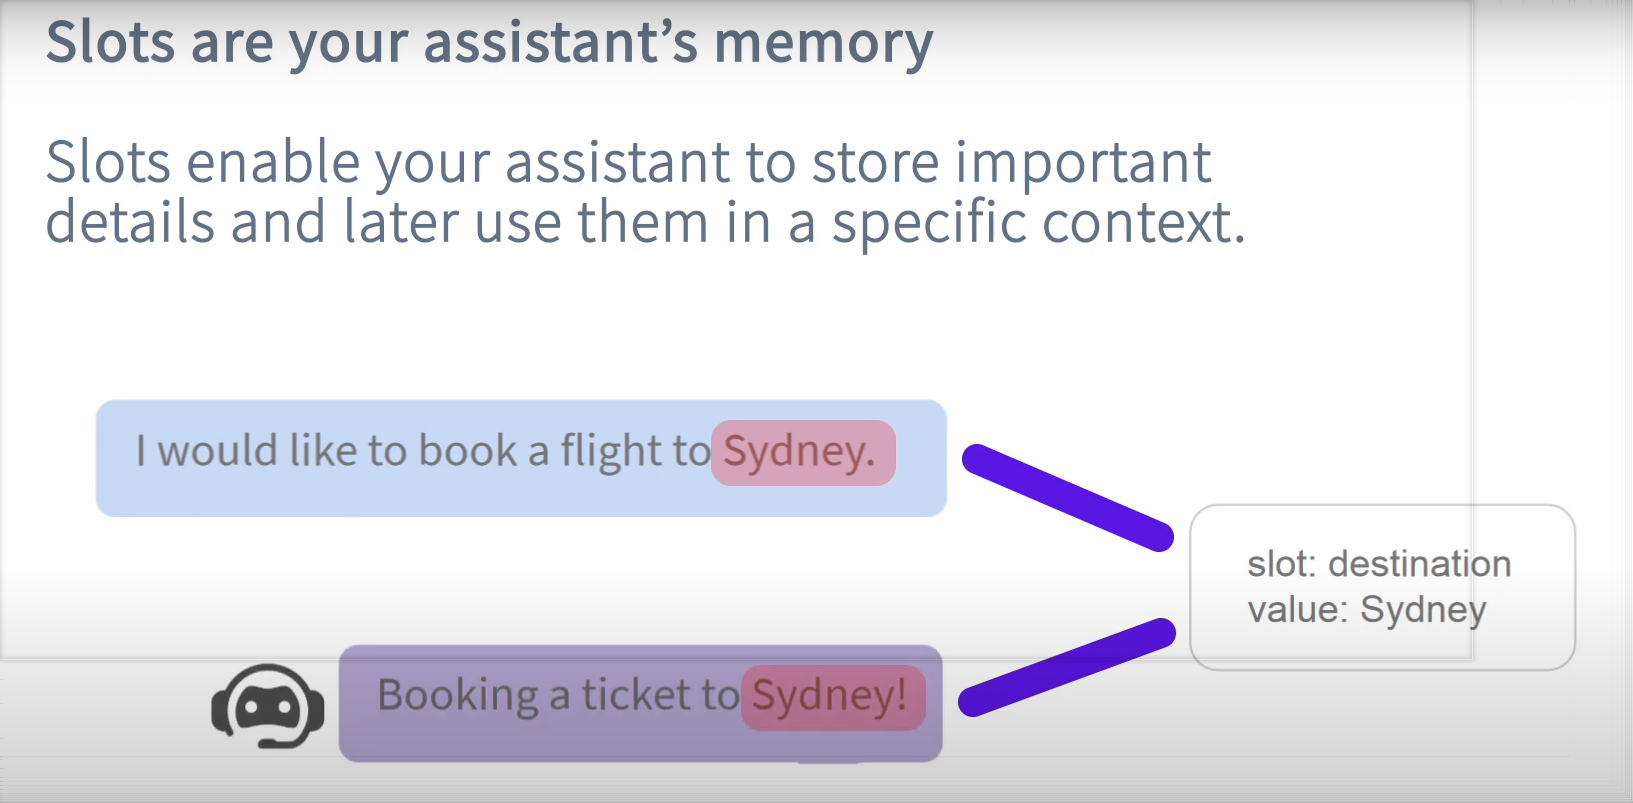 Slots are your assistant’s memory
Slots enable your assistant to store important
details and later use them in a specific context.
I would like to book a flight to Sydney.
slot: destination
value: Sydney
Booking a ticket to Sydney!